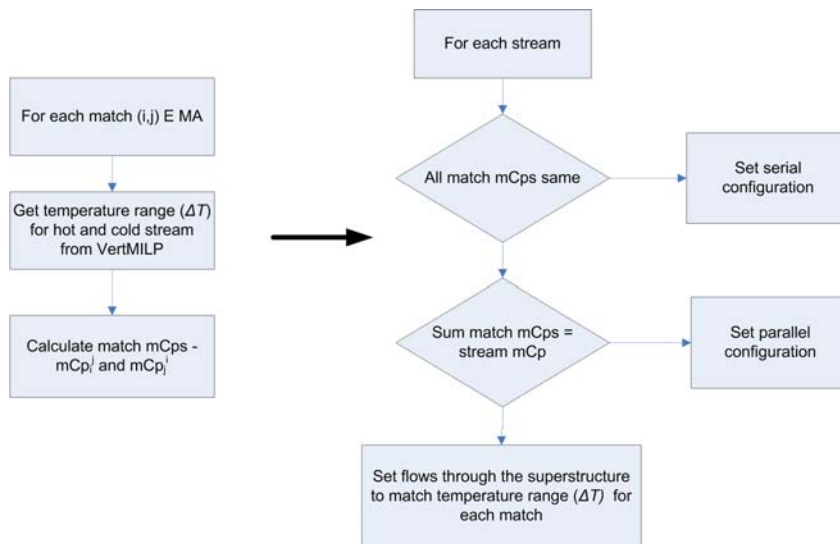 For each match (i,j) E MA
Get temperature range (ΔT)
for hot and cold stream
from VertMILP
Calculate match mCps -
mCpᵢʲ and mCpⱼⁱ
For each stream
All match mCps same
Set serial
configuration
Sum match mCps =
stream mCp
Set parallel
configuration
Set flows through the superstructure
to match temperature range (ΔT) for
each match